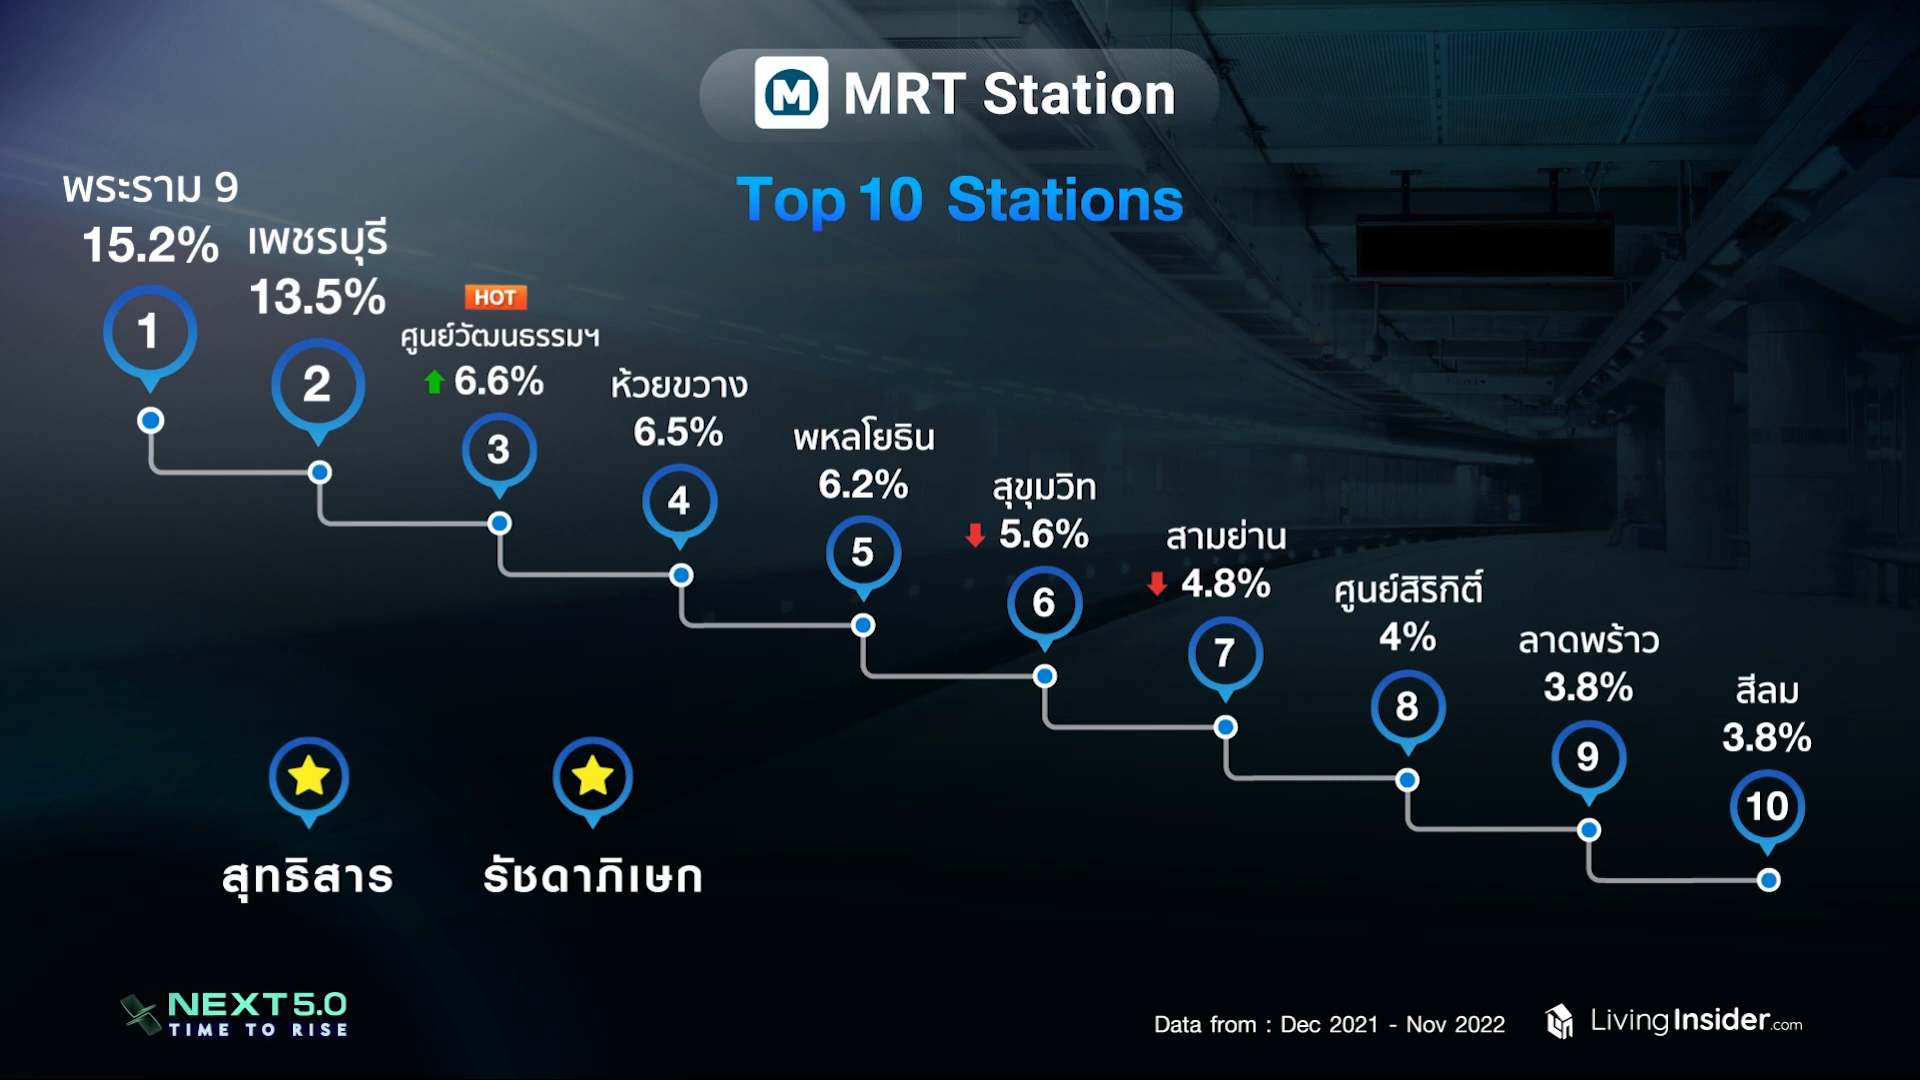 M MRT Station
Top 10 Stations
พระราม 9
15.2%
1
เพชรบุรี
13.5%
2
HOT
ศูนย์วัฒนธรรมฯ
6.6%
3
ห้วยขวาง
6.5%
4
พหลโยธิน
6.2%
5
สุขุมวิท
5.6%
6
สามย่าน
4.8%
7
ศูนย์สิริกิติ์
4%
8
ลาดพร้าว
3.8%
9
สีลม
3.8%
10
สุทธิสาร
รัชดาภิเษก
NEXT 5.0
TIME TO RISE
Data from : Dec 2021 - Nov 2022
LivingInsider.com